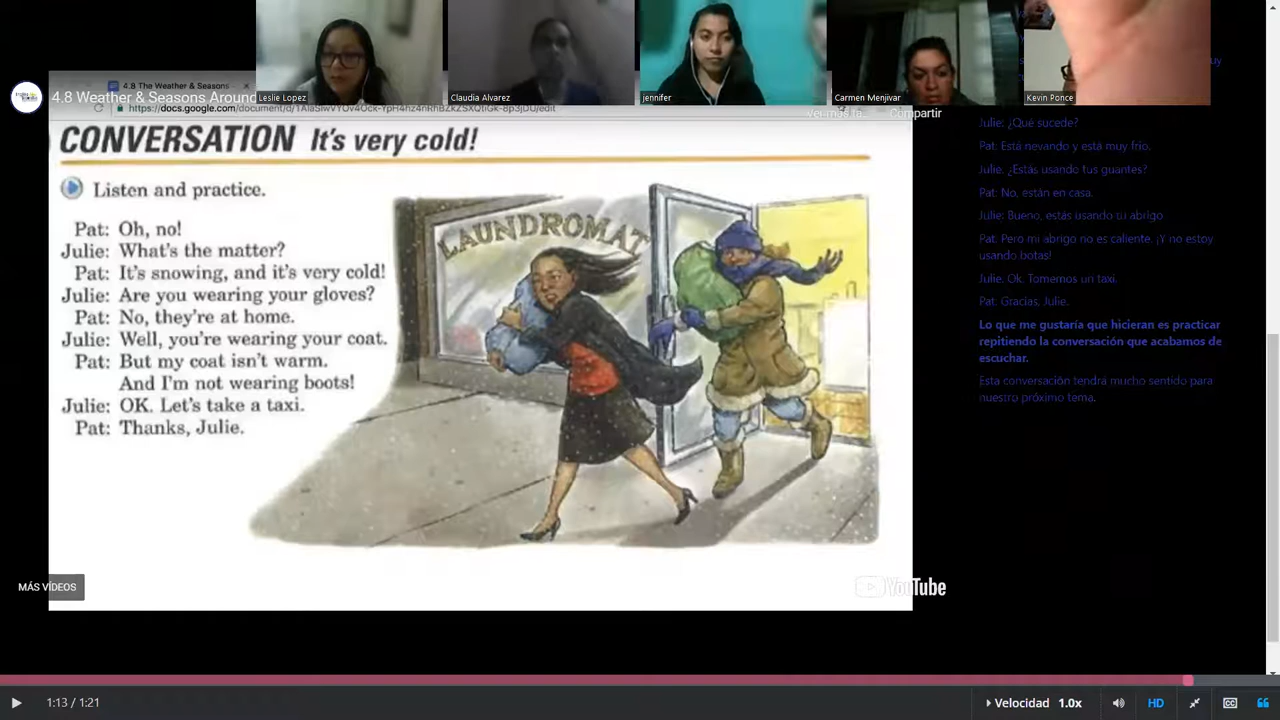 4.8 The Weather & Seasons
4.8 Weather & Seasons Around
Leslie Lopez
Claudia Alvarez
jennifer
Carmen Menjivar
Kevin Ponce
Compartir
CONVERSATION It's very cold!
Listen and practice.
Pat: Oh, no!
Julie: What's the matter?
Pat: It's snowing, and it's very cold!
Julie: Are you wearing your gloves?
Pat: No, they're at home.
Julie: Well, you're wearing your coat.
Pat: But my coat isn't warm.
And I'm not wearing boots!
Julie: OK. Let's take a taxi.
Pat: Thanks, Julie.
LAUNDROMAT
MÁS VÍDEOS
YouTube
Julie: ¿Qué sucede?
Pat: Está nevando y está muy frío.
Julie. ¿Estás usando tus guantes?
Pat: No, están en casa.
Julie: Bueno, estás usando tu abrigo
Pat: Pero mi abrigo no es caliente. ¡Y no estoy
usando botas!
Julie. Ok. Tomemos un taxi.
Pat: Gracias, Julie.
Lo que me gustaría que hicieran es practicar
repitiendo la conversación que acabamos de
escuchar.
Esta conversación tendrá mucho sentido para
nuestro próximo tema.
1:13 / 1:21
Velocidad 1.0x
HD
CC